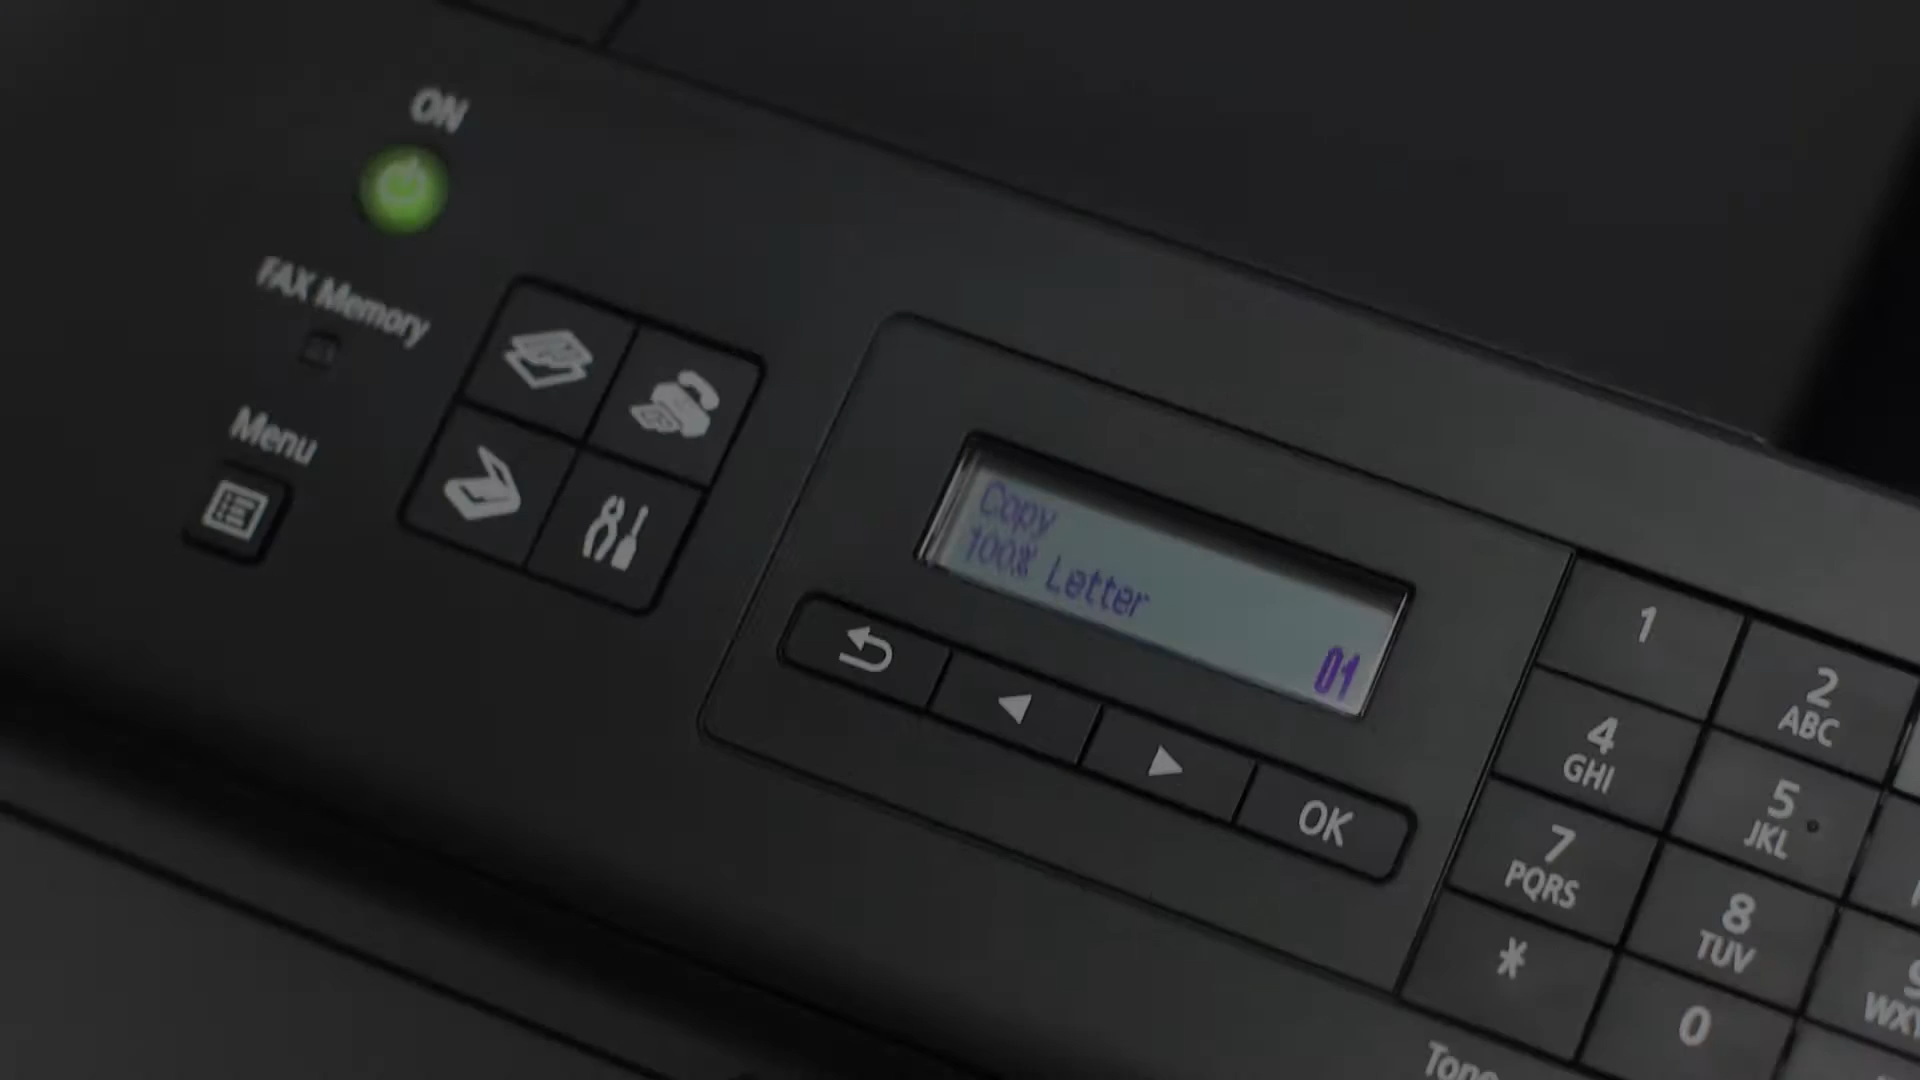 ON
FAX Memory
Menu
Copy
100% Letter
01
OK
1
2
ABC
4
GHI
5
JKL
7
PQRS
8
TUV
*
0